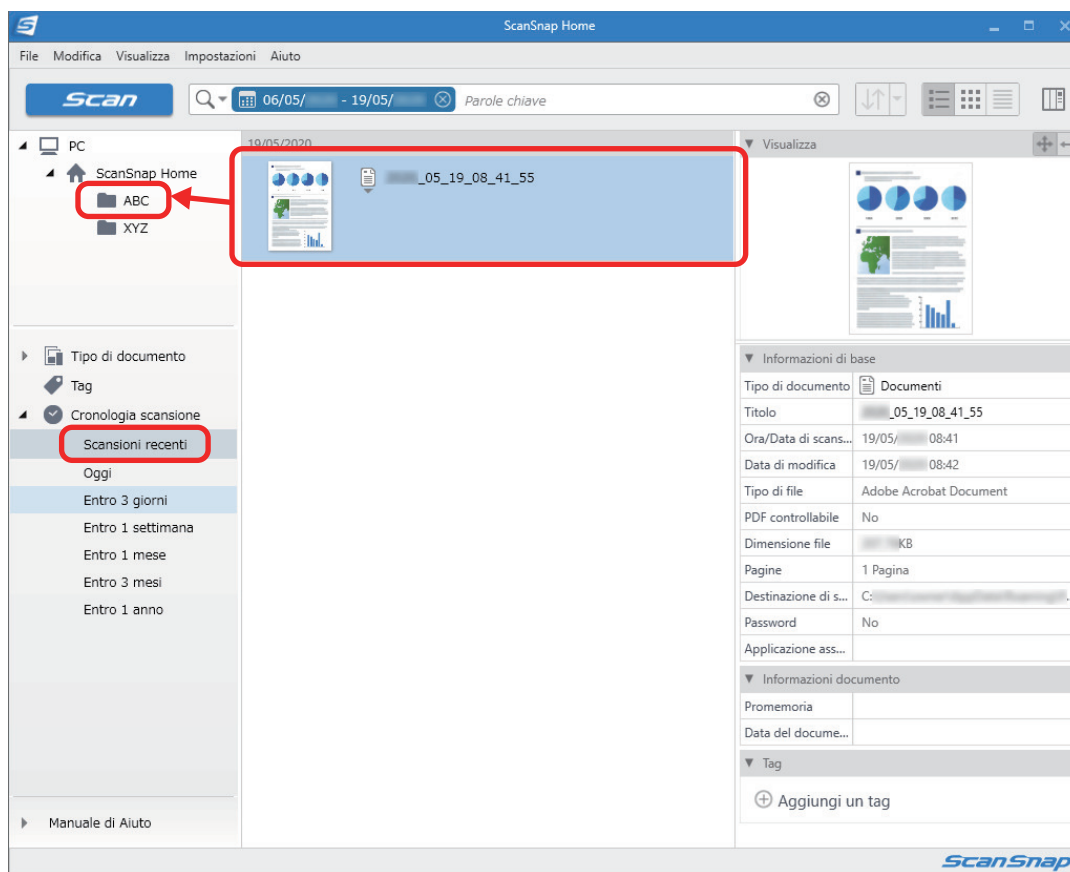 ScanSnap Home
File Modifica Visualizza Impostazioni Aiuto
Scan
06/05/ - 19/05/ Parole chiave
PC
ScanSnap Home
ABC
XYZ
Tipo di documento
Tag
Cronologia scansione
Scansioni recenti
Oggi
Entro 3 giorni
Entro 1 settimana
Entro 1 mese
Entro 3 mesi
Entro 1 anno
Manuale di Aiuto
19/05/2020
_05_19_08_41_55
Visualizza
Informazioni di base
Tipo di documento Documenti
Titolo _05_19_08_41_55
Ora/Data di scans... 19/05/ 08:41
Data di modifica 19/05/ 08:42
Tipo di file Adobe Acrobat Document
PDF controllabile No
Dimensione file KB
Pagine 1 Pagina
Destinazione di s... C:
Password No
Applicazione ass...
Informazioni documento
Promemoria
Data del docume...
Tag
Aggiungi un tag
ScanSnap